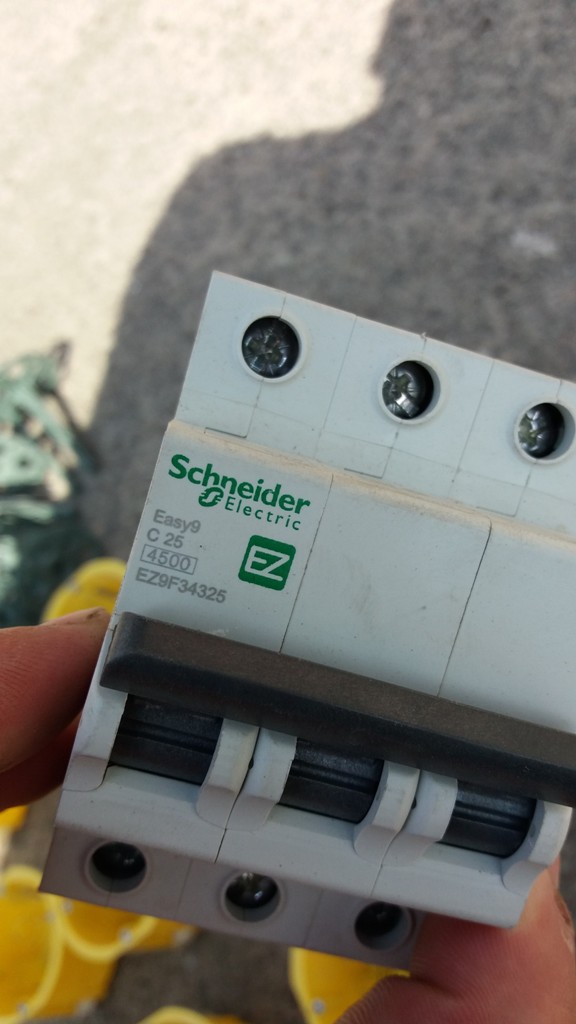 Schneider
Electric
Easy9
C 25
4500
EZ9F34325
EZ